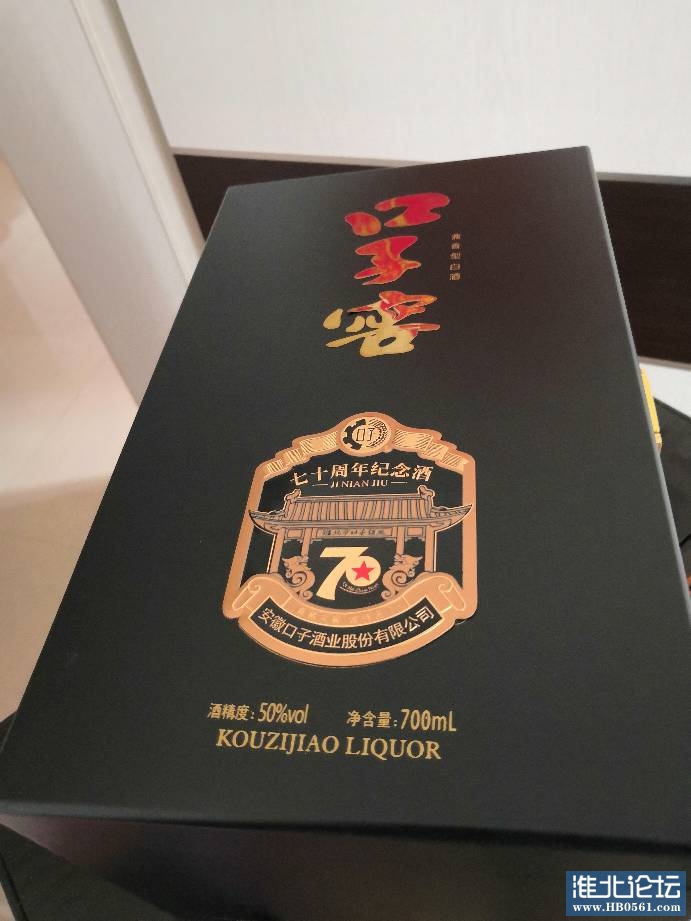 口子窖
兼香型白酒
口子
七十周年纪念酒
JI NIAN JIU
70
安徽口子酒业股份有限公司
酒精度:50%vol 净含量:700mL
KOUZIJIAO LIQUOR
淮北论坛
www.HB0561.com